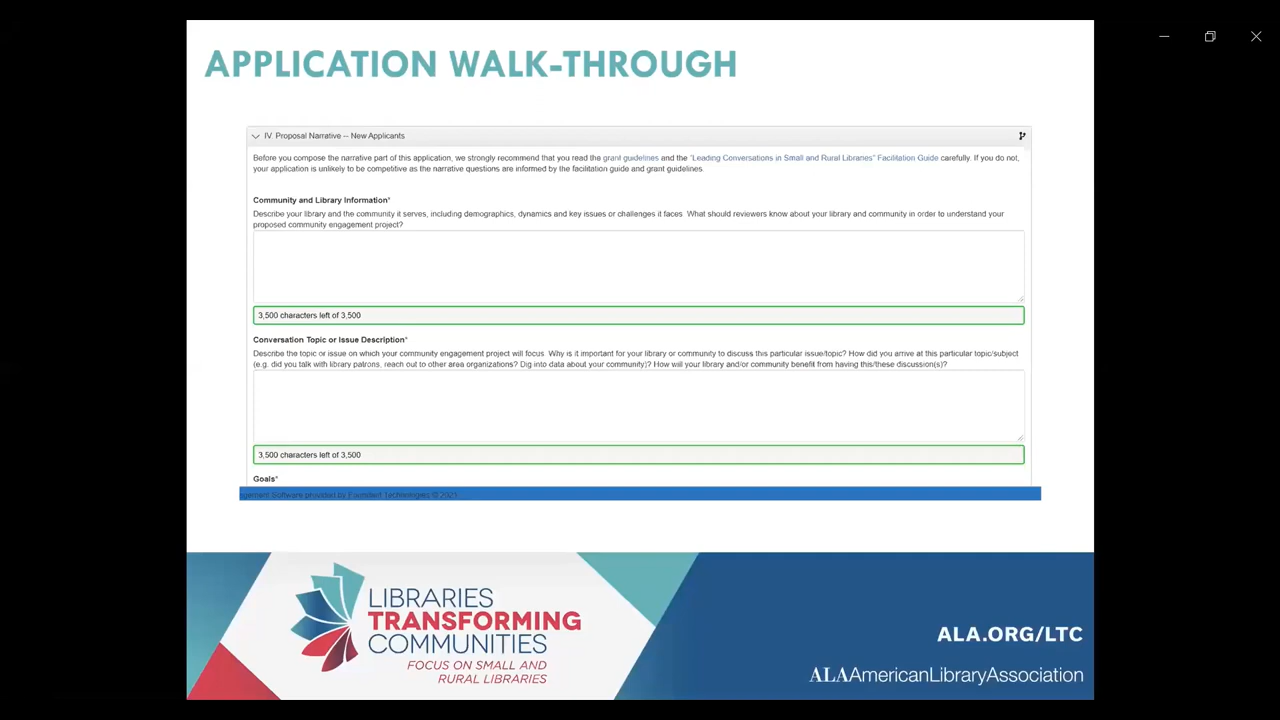 APPLICATION WALK-THROUGH
IV. Proposal Narrative -- New Applicants
Before you compose the narrative part of this application, we strongly recommend that you read the grant guidelines and the "Leading Conversations in Small and Rural Libraries" Facilitation Guide carefully. If you do not,
your application is unlikely to be competitive as the narrative questions are informed by the facilitation guide and grant guidelines.
Community and Library Information*
Describe your library and the community it serves, including demographics, dynamics and key issues or challenges it faces. What should reviewers know about your library and community in order to understand your
proposed community engagement project?
3,500 characters left of 3,500
Conversation Topic or Issue Description*
Describe the topic or issue on which your community engagement project will focus. Why is it important for your library or community to discuss this particular issue/topic? How did you arrive at this particular topic/subject
(e.g. did you talk with library patrons, reach out to other area organizations? Dig into data about your community)? How will your library and/or community benefit from having this/these discussion(s)?
3,500 characters left of 3,500
Goals*
agement Software provided by Foundant Technologies © 2021
LIBRARIES
TRANSFORMING
COMMUNITIES
FOCUS ON SMALL AND
RURAL LIBRARIES
ALA.ORG/LTC
ALAAmericanLibraryAssociation